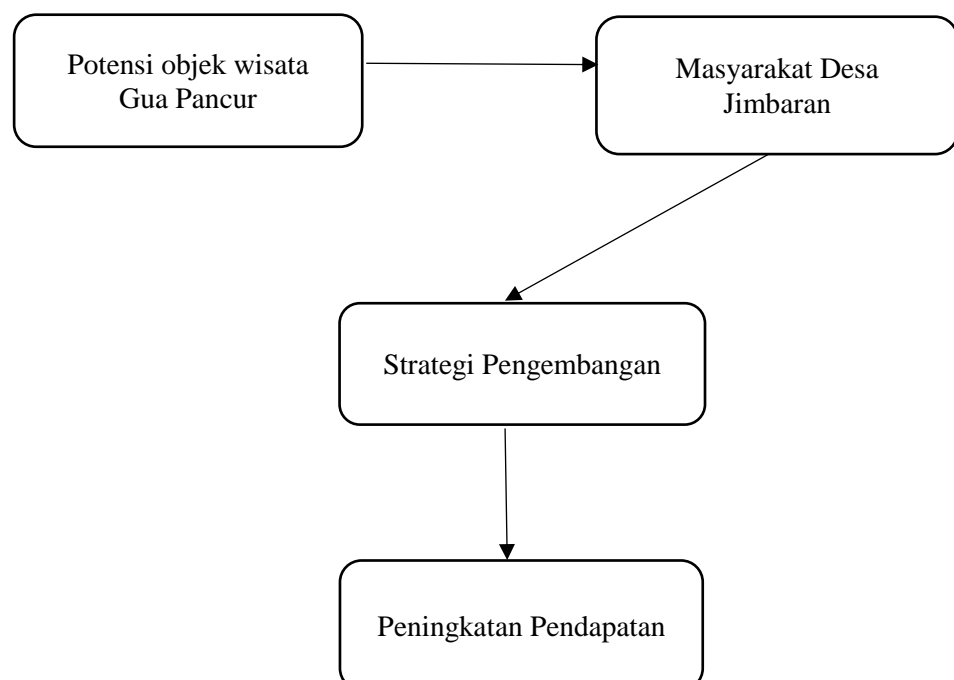 Potensi objek wisata
Gua Pancur
Masyarakat Desa
Jimbaran
Strategi Pengembangan
Peningkatan Pendapatan